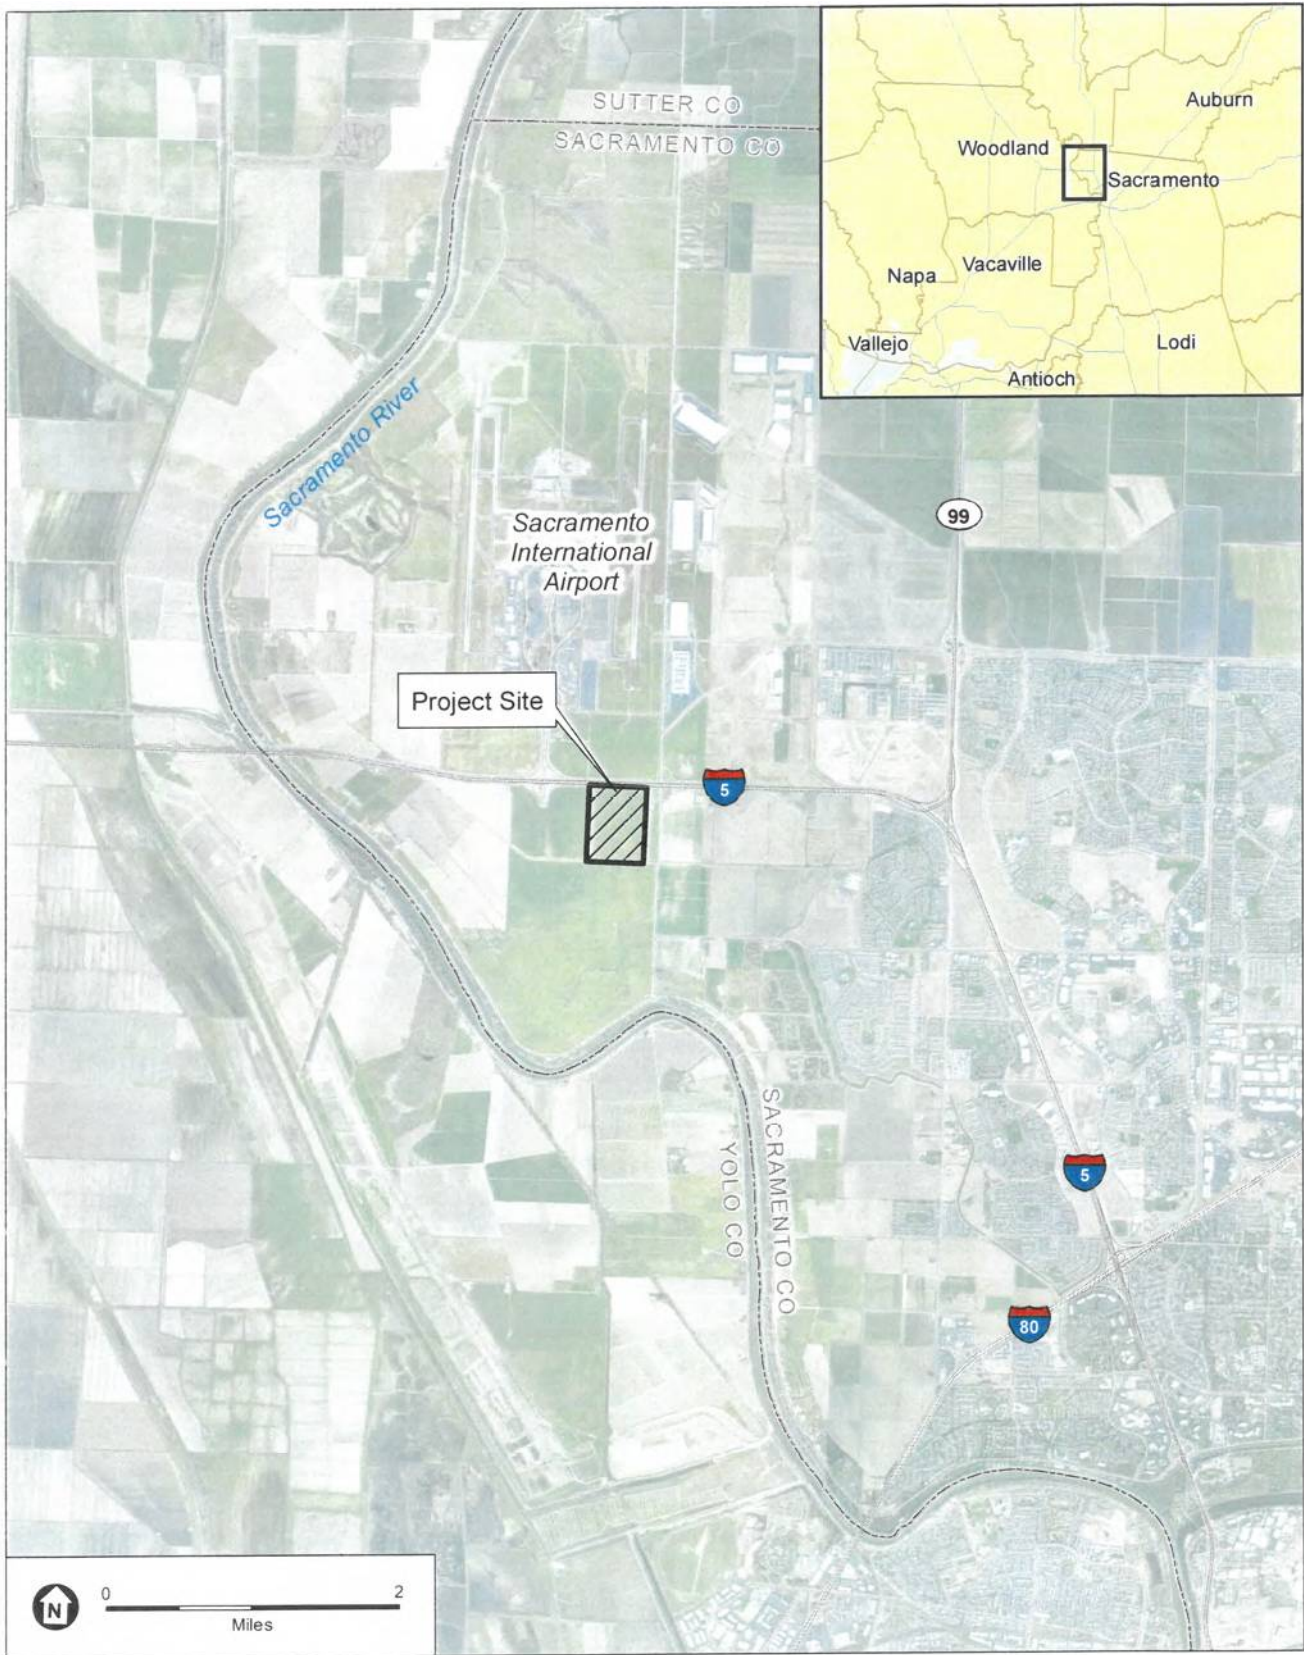 SUTTER CO
SACRAMENTO CO
Auburn
Woodland
Sacramento
Vacaville
Napa
Vallejo
Lodi
Antioch
Sacramento River
99
Sacramento
International
Airport
Project Site
5
SACRAMENTO CO
YOLO CO
5
80
N
0 2
Miles